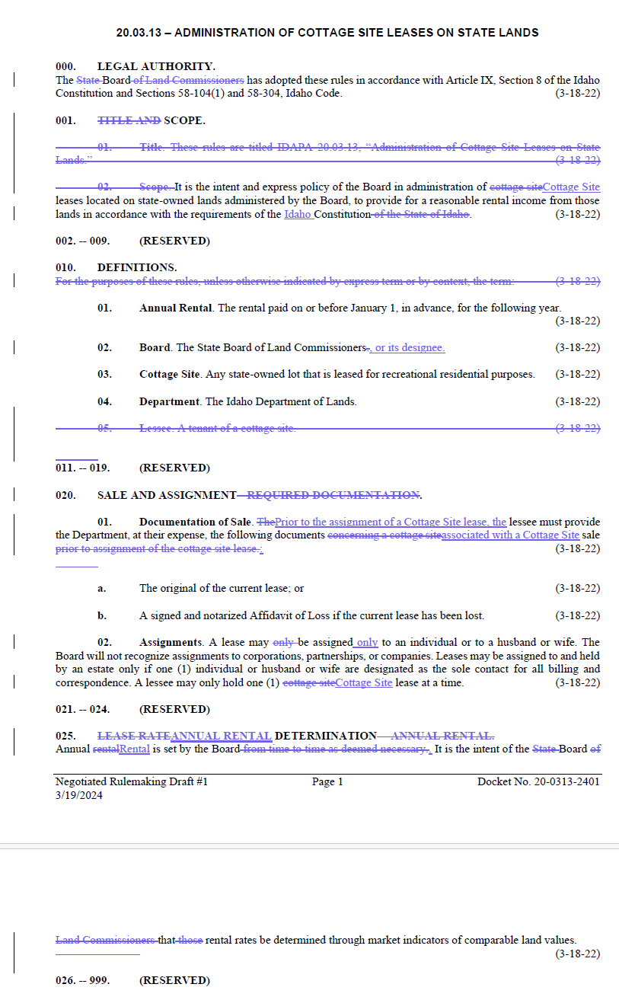 20.03.13 – ADMINISTRATION OF COTTAGE SITE LEASES ON STATE LANDS
000. LEGAL AUTHORITY.
The State Board of Land Commissioners has adopted these rules in accordance with Article IX, Section 8 of the Idaho
Constitution and Sections 58-104(1) and 58-304, Idaho Code. (3-18-22)
001. TITLE AND SCOPE.
01. Title. These rules are titled IDAPA 20.03.13, “Administration of Cottage Site Leases on State
Lands.” (3-18-22)
02. Scope. It is the intent and express policy of the Board in administration of cottage siteCottage Site
leases located on state-owned lands administered by the Board, to provide for a reasonable rental income from those
lands in accordance with the requirements of the Idaho Constitution of the State of Idaho. (3-18-22)
002. -- 009. (RESERVED)
010. DEFINITIONS.
For the purposes of these rules, unless otherwise indicated by express term or by context, the term: (3-18-22)
01. Annual Rental. The rental paid on or before January 1, in advance, for the following year.
(3-18-22)
02. Board. The State Board of Land Commissioners., or its designee. (3-18-22)
03. Cottage Site. Any state-owned lot that is leased for recreational residential purposes. (3-18-22)
04. Department. The Idaho Department of Lands. (3-18-22)
05. Lessee. A tenant of a cottage site. (3-18-22)
011. -- 019. (RESERVED)
020. SALE AND ASSIGNMENT – REQUIRED DOCUMENTATION.
01. Documentation of Sale. ThePrior to the assignment of a Cottage Site lease, the lessee must provide
the Department, at their expense, the following documents concerning a cottage siteassociated with a Cottage Site sale
prior to assignment of the cottage site lease.: (3-18-22)
a. The original of the current lease; or (3-18-22)
b. A signed and notarized Affidavit of Loss if the current lease has been lost. (3-18-22)
02. Assignments. A lease may only be assigned only to an individual or to a husband or wife. The
Board will not recognize assignments to corporations, partnerships, or companies. Leases may be assigned to and held
by an estate only if one (1) individual or husband or wife are designated as the sole contact for all billing and
correspondence. A lessee may only hold one (1) cottage siteCottage Site lease at a time. (3-18-22)
021. -- 024. (RESERVED)
025. LEASE RATEANNUAL RENTAL DETERMINATION – ANNUAL RENTAL.
Annual rentalRental is set by the Board from time to time as deemed necessary.. It is the intent of the State Board of
Negotiated Rulemaking Draft #1 Page 1 Docket No. 20-0313-2401
3/19/2024
Land Commissioners that those rental rates be determined through market indicators of comparable land values.
(3-18-22)
026. -- 999. (RESERVED)